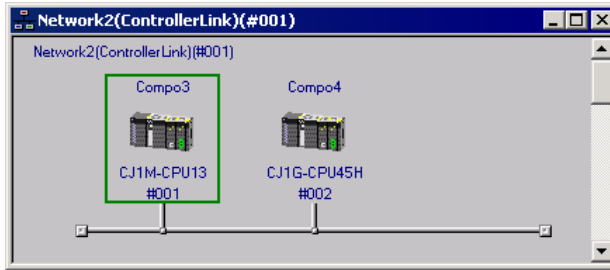 Network2(ControllerLink)(#001)
Network2(ControllerLink)(#001)
Compo3
Compo4
CJ1M-CPU13
CJ1G-CPU45H
#001
#002